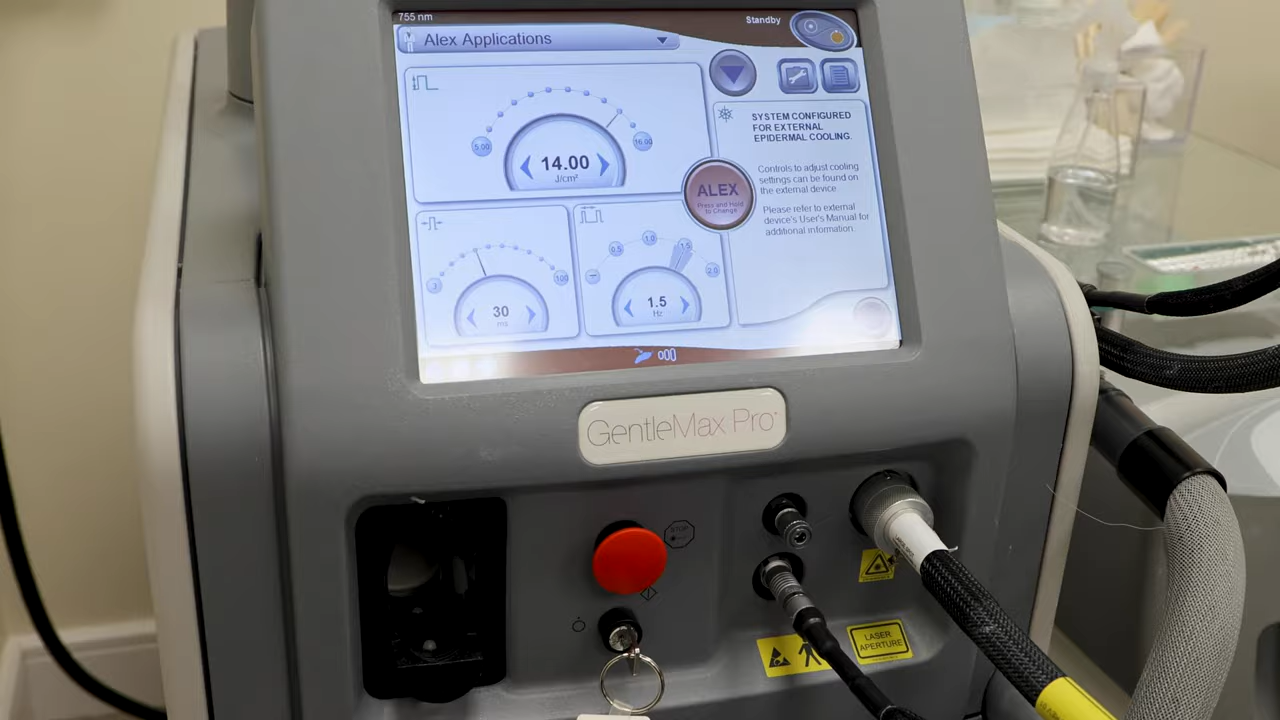 755 nm
Standby
Alex Applications
5.00
16.00
14.00
J/cm²
SYSTEM CONFIGURED
FOR EXTERNAL
EPIDERMAL COOLING.
Controls to adjust cooling
settings can be found on
the external device.
Please refer to external
device's User's Manual for
additional information.
ALEX
Press and Hold
to Change
3
100
30
ms
0.5
1.0
1.5
2.0
1.5
Hz
GentleMax Pro
STOP
LASER
APERTURE